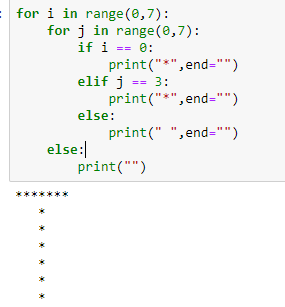 for i in range(0,7):
    for j in range(0,7):
        if i == 0:
            print("*",end="")
        elif j == 3:
            print("*",end="")
        else:
            print(" ",end="")
    else:
        print("")
*******
   *
   *
   *
   *
   *
   *